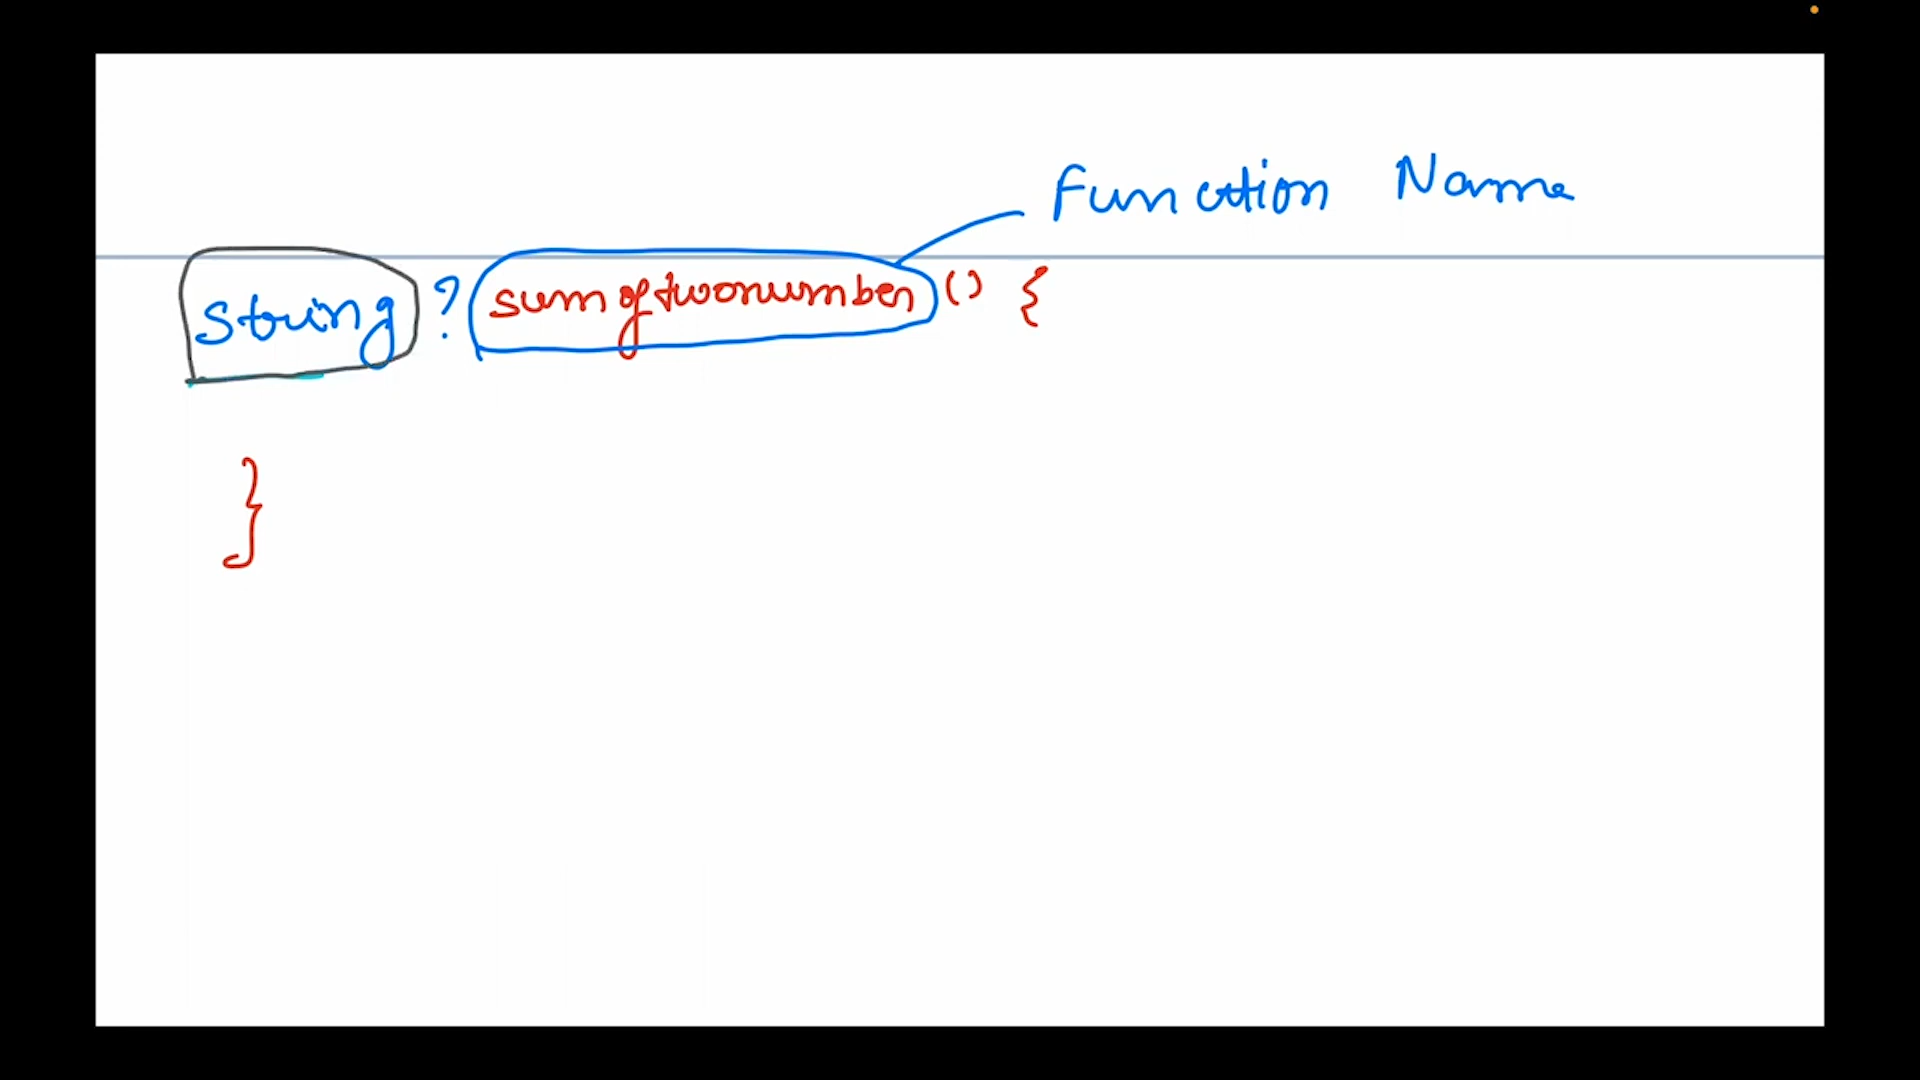 Function Name
String ? sumoftwonumber () {
}